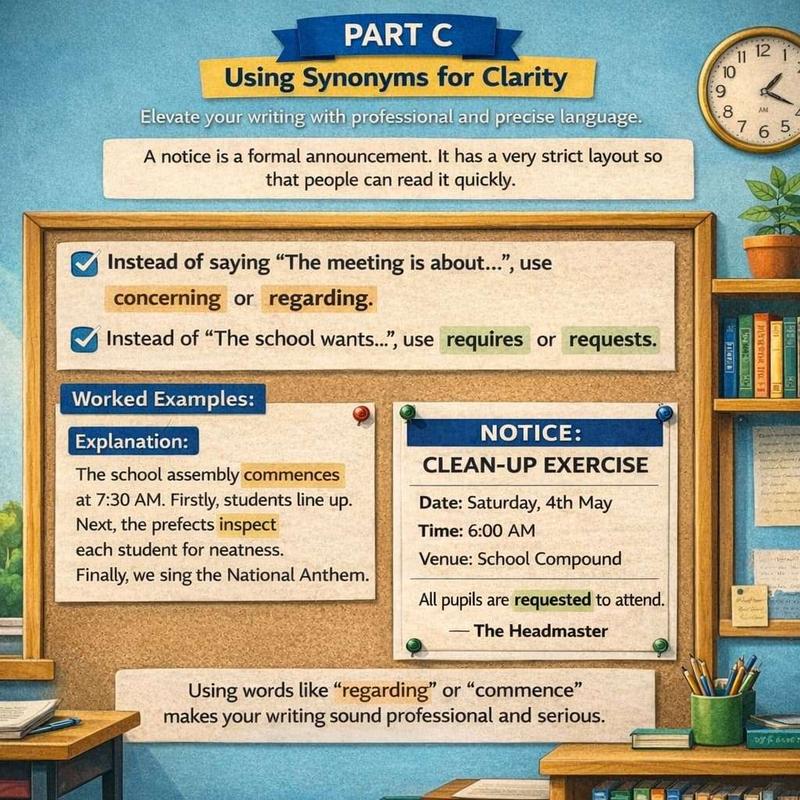 PART C
Using Synonyms for Clarity
Elevate your writing with professional and precise language.
A notice is a formal announcement. It has a very strict layout so
that people can read it quickly.
Instead of saying “The meeting is about...”, use
concerning or regarding.
Instead of “The school wants...”, use requires or requests.
Worked Examples:
Explanation:
The school assembly commences
at 7:30 AM. Firstly, students line up.
Next, the prefects inspect
each student for neatness.
Finally, we sing the National Anthem.
NOTICE:
CLEAN-UP EXERCISE
Date: Saturday, 4th May
Time: 6:00 AM
Venue: School Compound
All pupils are requested to attend.
— The Headmaster
Using words like “regarding” or “commence”
makes your writing sound professional and serious.